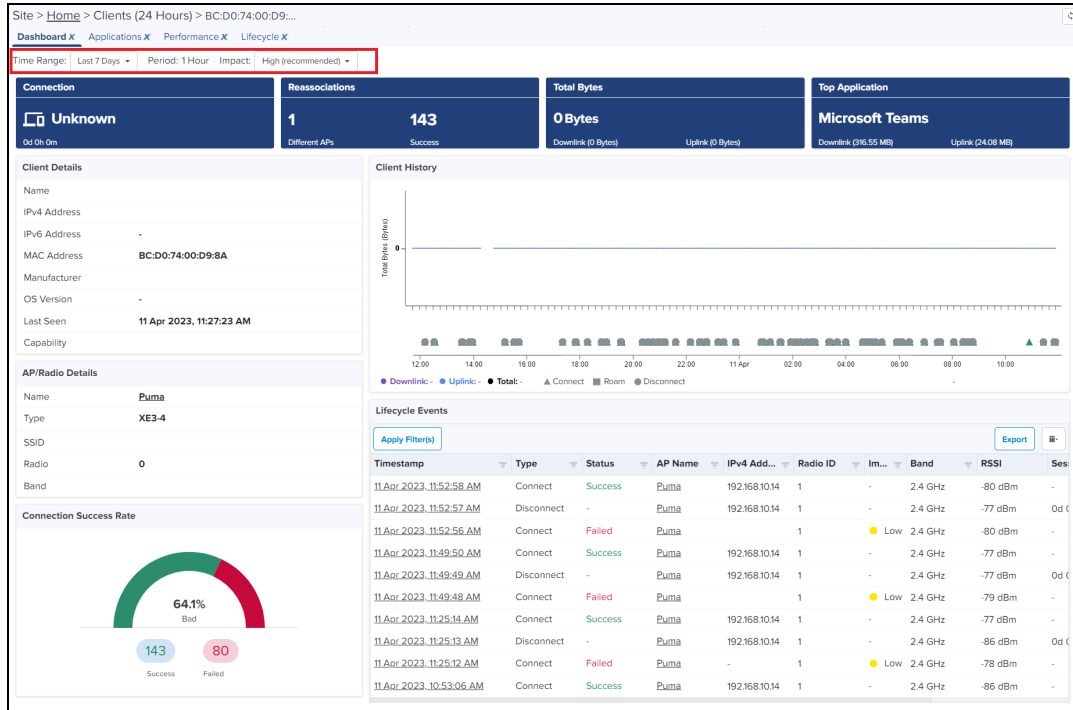 Site > Home > Clients (24 Hours) > BC:D0:74:00:D9:...
Dashboard X Applications X Performance X Lifecycle X
Time Range: Last 7 Days Period: 1 Hour Impact: High (recommended)
Connection
Unknown
0d 0h 0m
Reassociations
1 143
Different APs Success
Total Bytes
0 Bytes
Downlink (0 Bytes) Uplink (0 Bytes)
Top Application
Microsoft Teams
Downlink (316.55 MB) Uplink (24.08 MB)
Client Details
Name
IPv4 Address
IPv6 Address -
MAC Address BC:D0:74:00:D9:8A
Manufacturer
OS Version -
Last Seen 11 Apr 2023, 11:27:23 AM
Capability
AP/Radio Details
Name Puma
Type XE3-4
SSID
Radio 0
Band
Connection Success Rate
64.1%
Bad
143 80
Success Failed
Client History
Total Bytes (Bytes)
0
12:00 14:00 16:00 18:00 20:00 22:00 11 Apr 02:00 04:00 06:00 08:00 10:00
Downlink: - Uplink: - Total: - Connect Roam Disconnect -
Lifecycle Events
Apply Filter(s) Export
Timestamp Type Status AP Name IPv4 Add... Radio ID Im... Band RSSI Ses
11 Apr 2023, 11:52:58 AM Connect Success Puma 192.168.10.14 1 - 2.4 GHz -80 dBm -
11 Apr 2023, 11:52:57 AM Disconnect - Puma 192.168.10.14 1 - 2.4 GHz -77 dBm 0d 0
11 Apr 2023, 11:52:56 AM Connect Failed Puma 1 Low 2.4 GHz -80 dBm -
11 Apr 2023, 11:49:50 AM Connect Success Puma 192.168.10.14 1 - 2.4 GHz -77 dBm -
11 Apr 2023, 11:49:49 AM Disconnect - Puma 192.168.10.14 1 - 2.4 GHz -77 dBm 0d 0
11 Apr 2023, 11:49:48 AM Connect Failed Puma 1 Low 2.4 GHz -79 dBm -
11 Apr 2023, 11:25:14 AM Connect Success Puma 192.168.10.14 1 - 2.4 GHz -77 dBm -
11 Apr 2023, 11:25:13 AM Disconnect - Puma 192.168.10.14 1 - 2.4 GHz -86 dBm 0d 0
11 Apr 2023, 11:25:12 AM Connect Failed Puma - 1 Low 2.4 GHz -78 dBm -
11 Apr 2023, 10:53:06 AM Connect Success Puma 192.168.10.14 1 - 2.4 GHz -86 dBm -